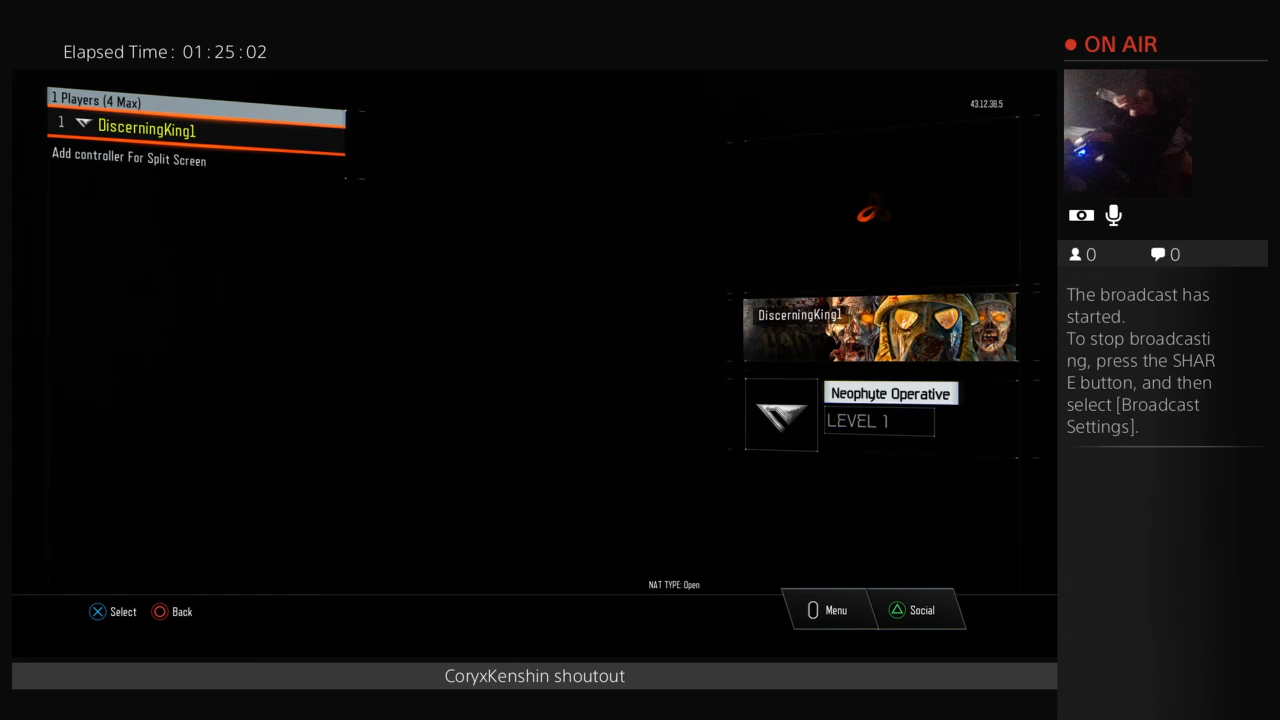 Elapsed Time: 01:25:02
ON AIR
1 Players (4 Max)
1 DiscerningKing1
Add controller For Split Screen
43.12.38.5
DiscerningKing1
Neophyte Operative
LEVEL 1
0
0
The broadcast has
started.
To stop broadcasti
ng, press the SHAR
E button, and then
select [Broadcast
Settings].
NAT TYPE: Open
Select
Back
Menu
Social
CoryxKenshin shoutout